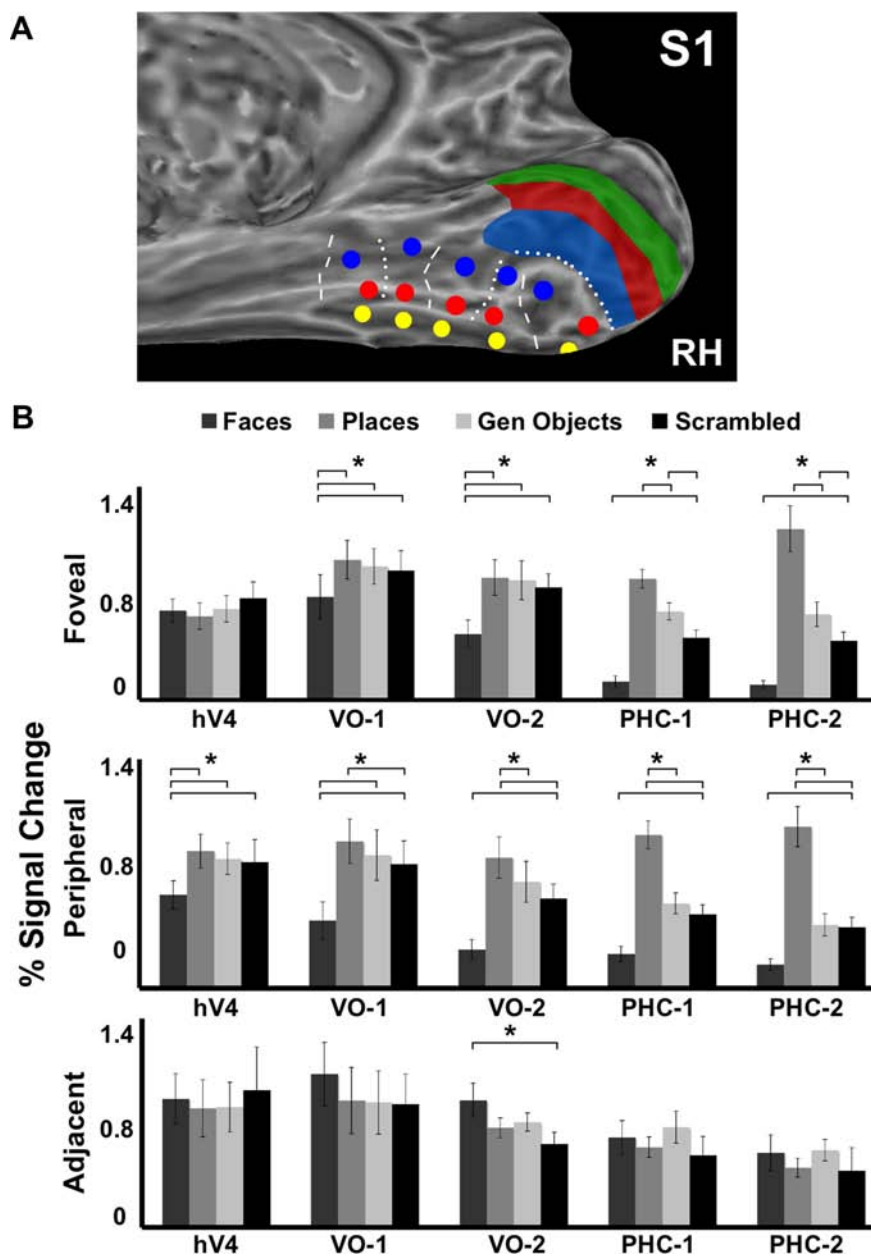 A
S1
RH
B
Faces Places Gen Objects Scrambled
* * * *
1.4
0.8
0
Foveal
hV4 VO-1 VO-2 PHC-1 PHC-2
% Signal Change
* * * * *
1.4
0.8
0
Peripheral
hV4 VO-1 VO-2 PHC-1 PHC-2
*
1.4
0.8
0
Adjacent
hV4 VO-1 VO-2 PHC-1 PHC-2